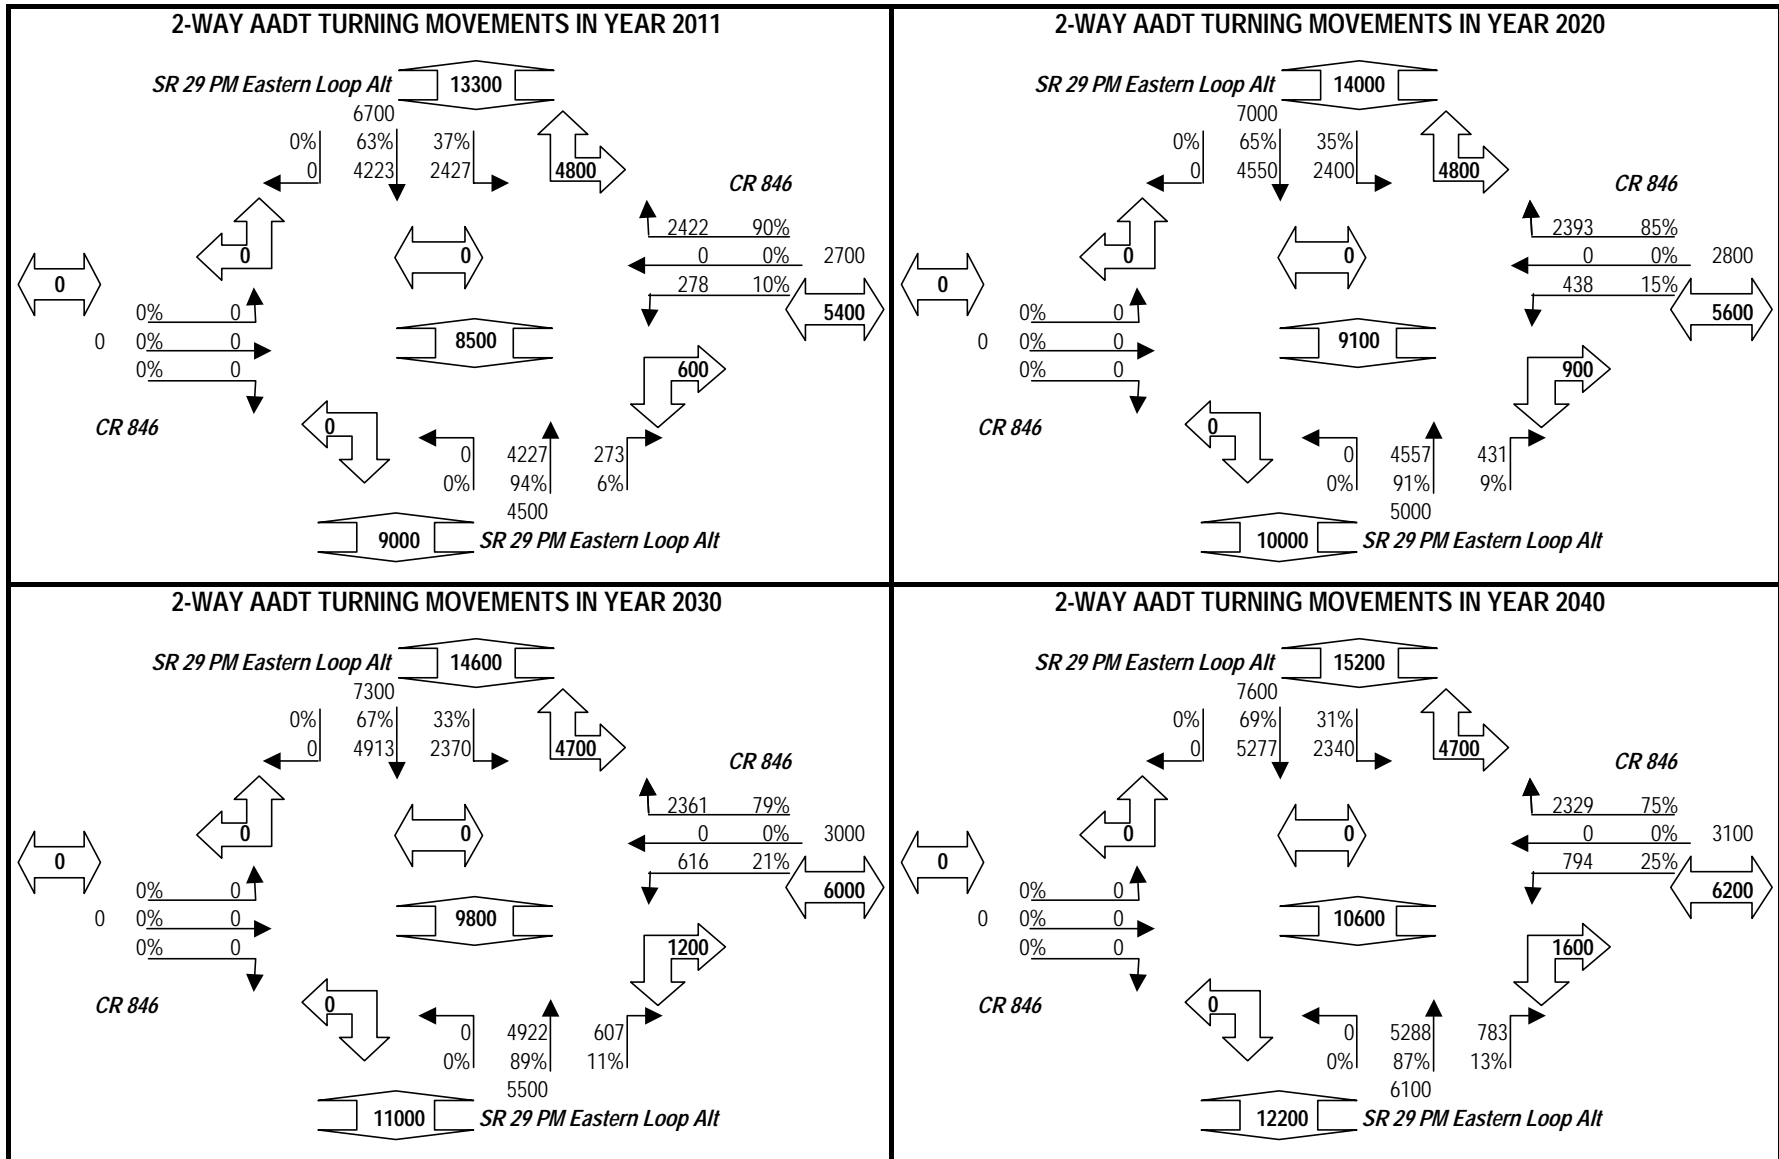 2-WAY AADT TURNING MOVEMENTS IN YEAR 2011
SR 29 PM Eastern Loop Alt 13300
6700
0% 63% 37%
0 4223 2427 4800
CR 846
2422 90%
0 0 0 0% 2700
0
278 10%
5400
0% 0
0 0% 0 8500
0% 0 600
CR 846 0
0 4227 273
0% 94% 6%
4500
9000 SR 29 PM Eastern Loop Alt
2-WAY AADT TURNING MOVEMENTS IN YEAR 2020
SR 29 PM Eastern Loop Alt 14000
7000
0% 65% 35%
0 4550 2400 4800
CR 846
2393 85%
0 0 0 0% 2800
0
438 15%
5600
0% 0
0 0% 0 9100
0% 0 900
CR 846 0
0 4557 431
0% 91% 9%
5000
10000 SR 29 PM Eastern Loop Alt
2-WAY AADT TURNING MOVEMENTS IN YEAR 2030
SR 29 PM Eastern Loop Alt 14600
7300
0% 67% 33%
0 4913 2370 4700
CR 846
2361 79%
0 0 0 0% 3000
0
616 21%
6000
0% 0
0 0% 0 9800
0% 0 1200
CR 846 0
0 4922 607
0% 89% 11%
5500
11000 SR 29 PM Eastern Loop Alt
2-WAY AADT TURNING MOVEMENTS IN YEAR 2040
SR 29 PM Eastern Loop Alt 15200
7600
0% 69% 31%
0 5277 2340 4700
CR 846
2329 75%
0 0 0 0% 3100
0
794 25%
6200
0% 0
0 0% 0 10600
0% 0 1600
CR 846 0
0 5288 783
0% 87% 13%
6100
12200 SR 29 PM Eastern Loop Alt